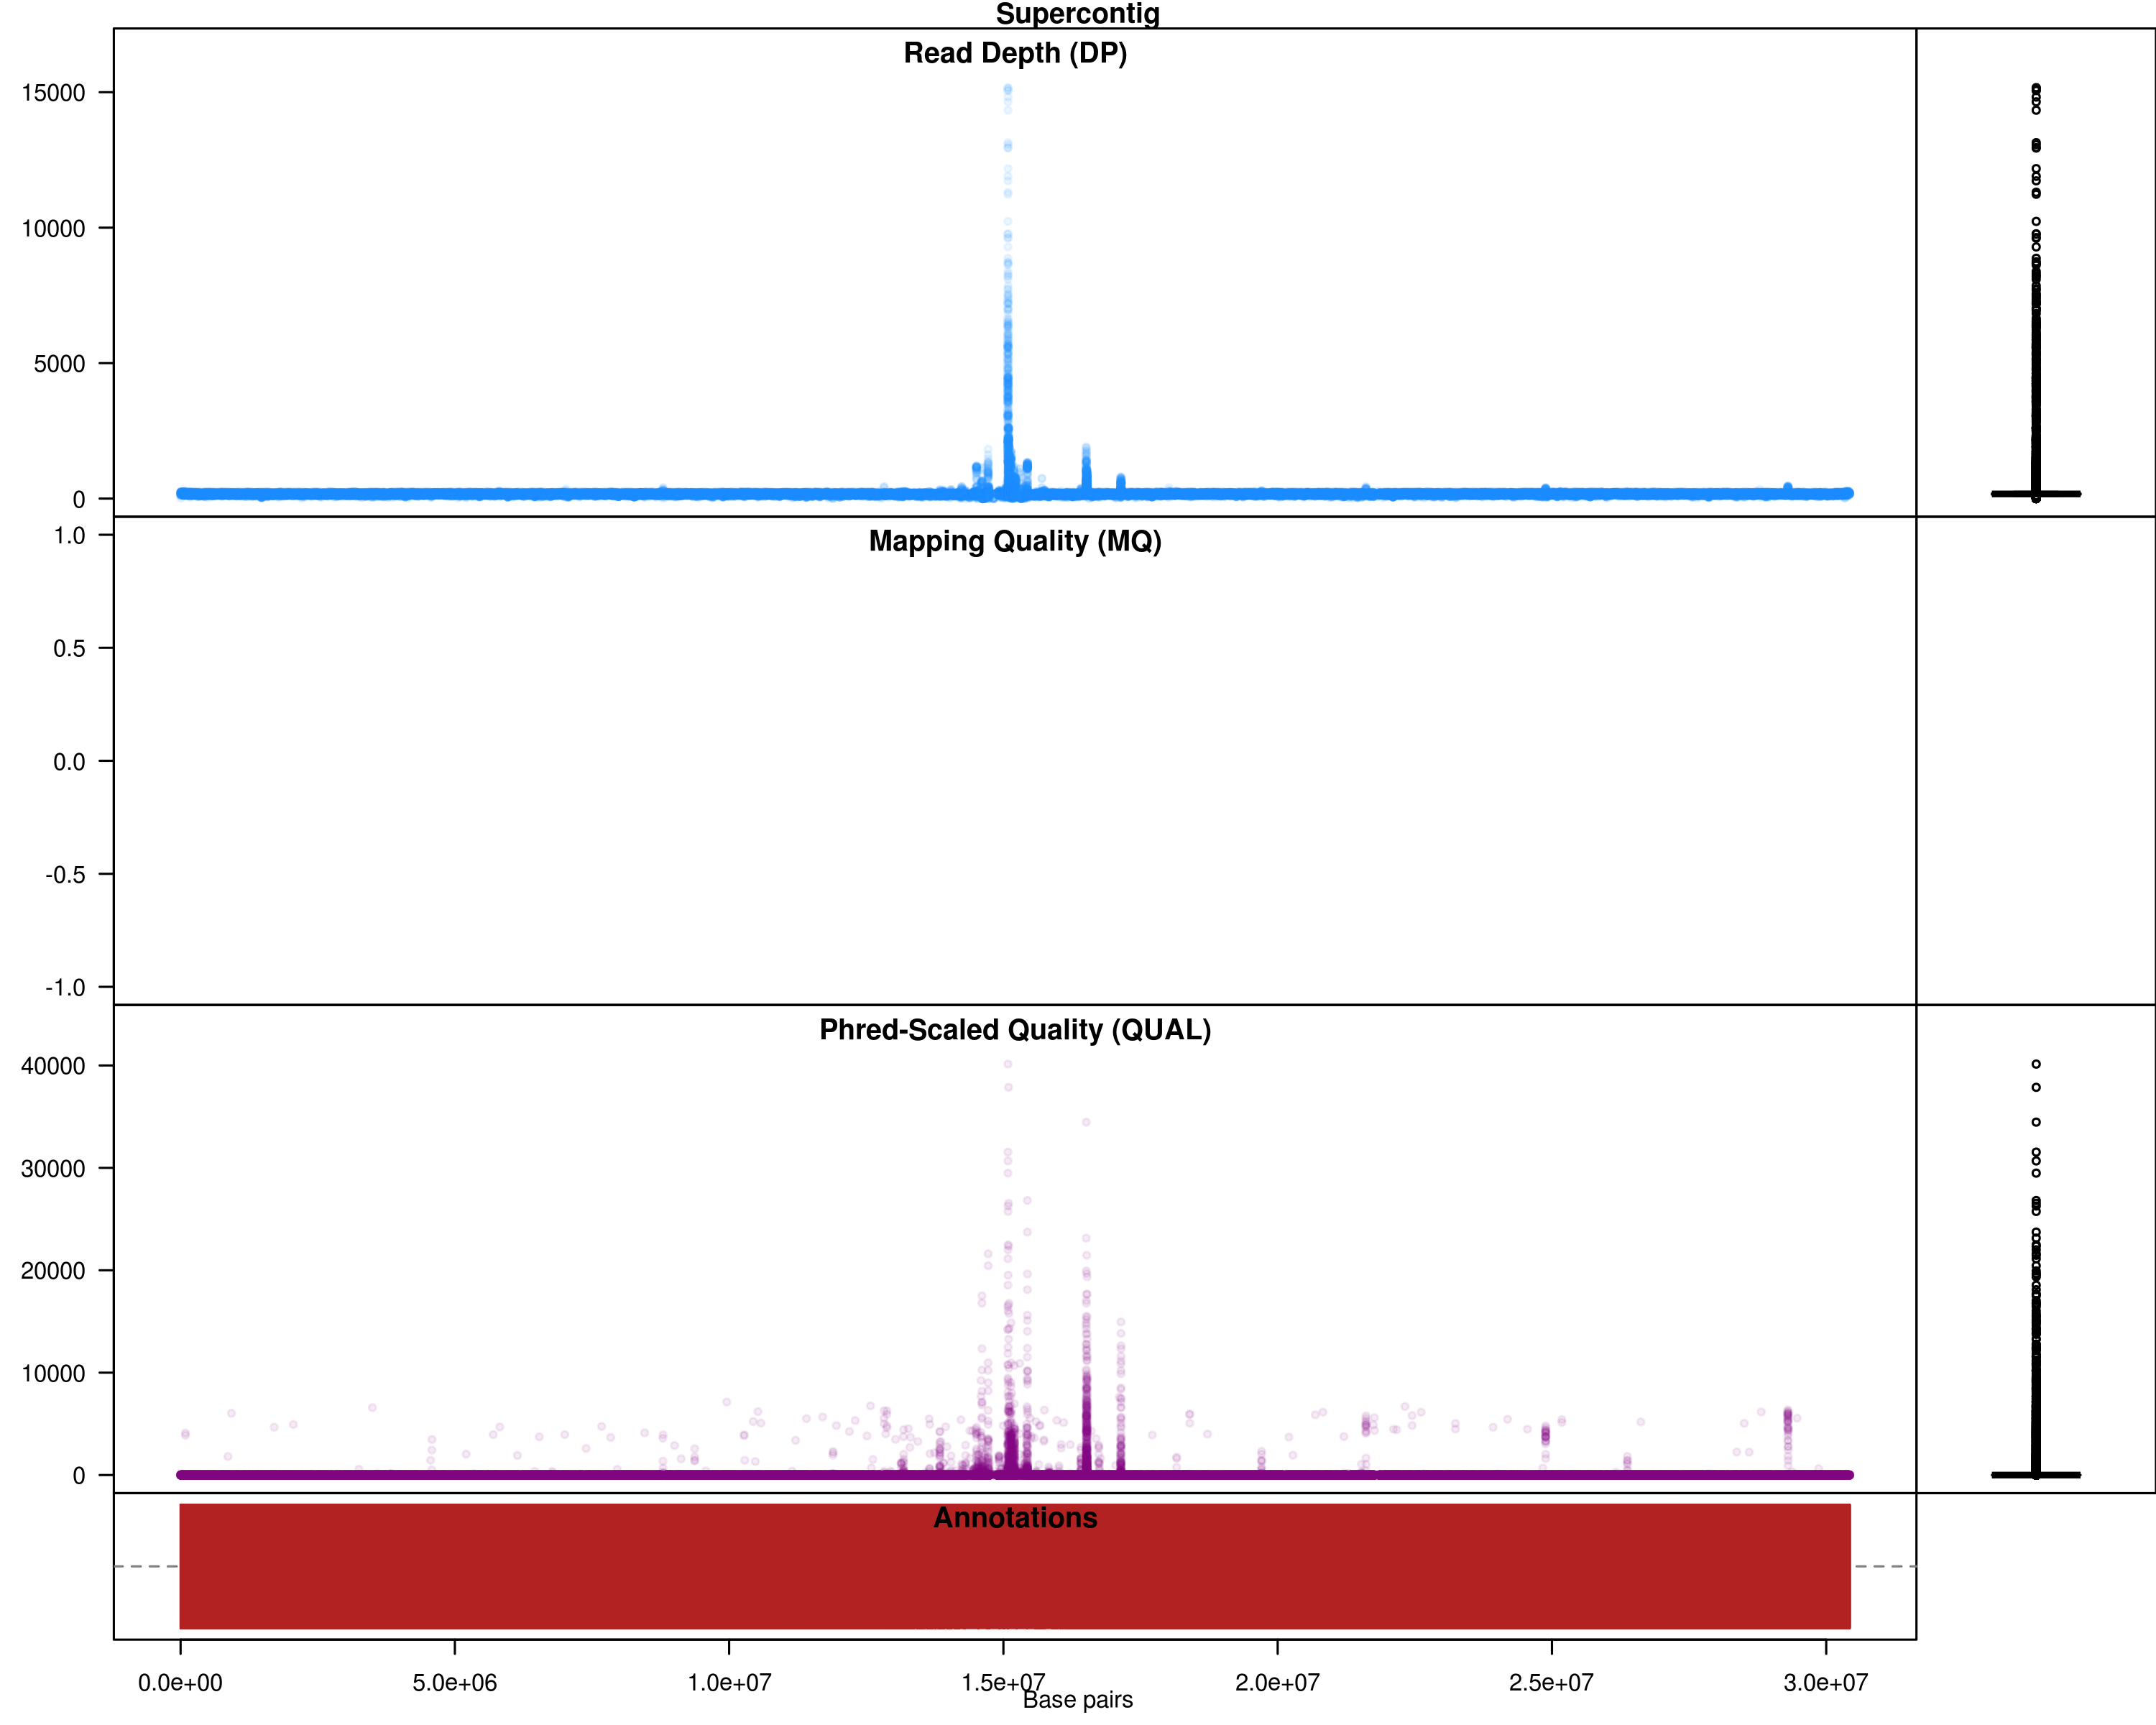 Supercontig
Read Depth (DP)
15000
10000
5000
0
Mapping Quality (MQ)
1.0
0.5
0.0
-0.5
-1.0
Phred-Scaled Quality (QUAL)
40000
30000
20000
10000
0
Annotations
0.0e+00 5.0e+06 1.0e+07 1.5e+07 2.0e+07 2.5e+07 3.0e+07
Base pairs